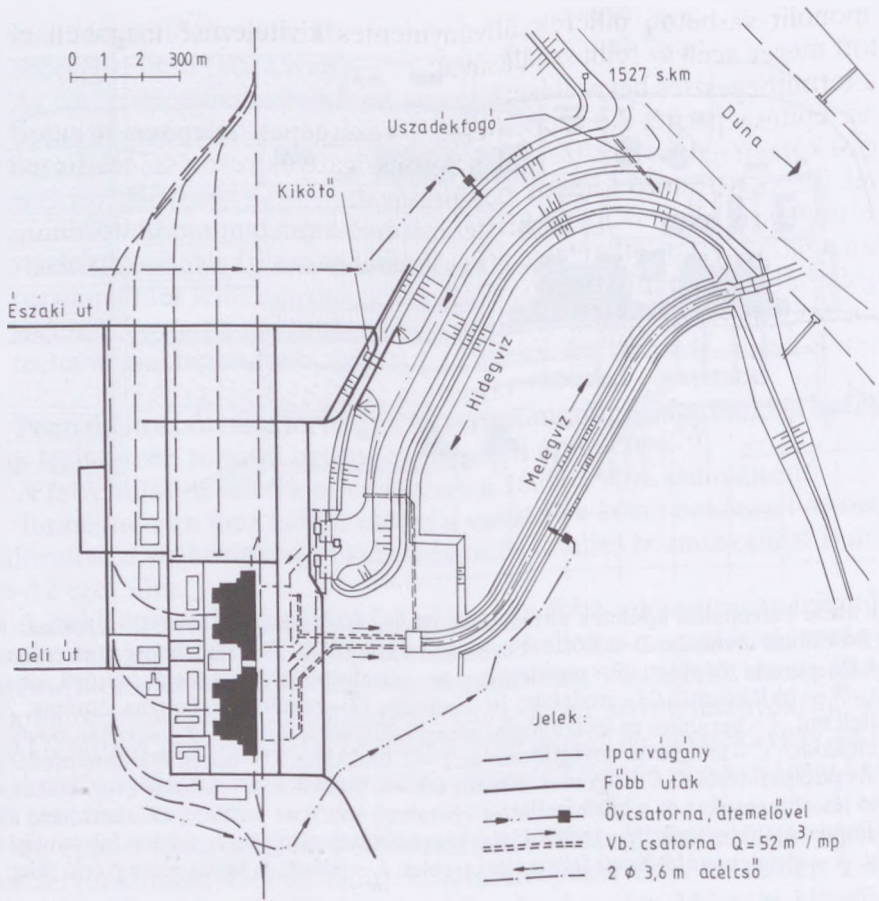 0 1 2 300 m
1527 s.km
Uszadékfogó
Duna
Kikötő
Északi út
Hidegvíz
Melegvíz
Déli út
Jelek :
Iparvágány
Főbb utak
Övcsatorna, átemelővel
Vb. csatorna Q = 52 m³/mp
2 ϕ 3,6 m acélcső